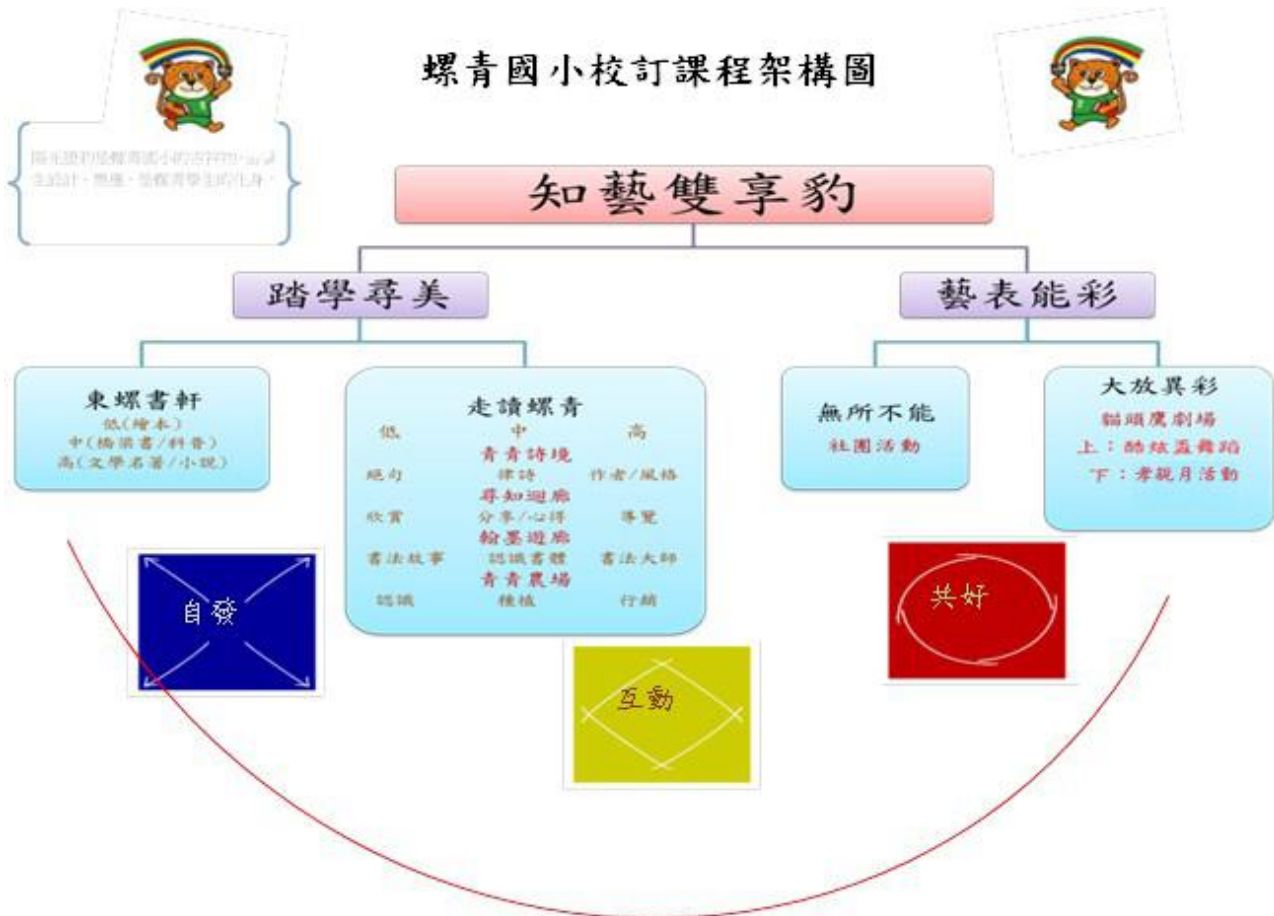 螺青國小校訂課程架構圖
知藝雙享豹
踏學尋美
藝表能彩
東螺書軒
低(繪本)
中(橋梁書/科普)
高(文學名著/小說)
走讀螺青
低 中 高
青青詩境
絕句 律詩 作者/風格
尋知迴廊
欣賞 分享/心得 導覽
翰墨遊廊
書法故事 認識書體 書法大師
青青農場
認識 種植 行銷
無所不能
社團活動
大放異彩
貓頭鷹劇場
上：酷炫盃舞蹈
下：孝親月活動
自發
互動
共好